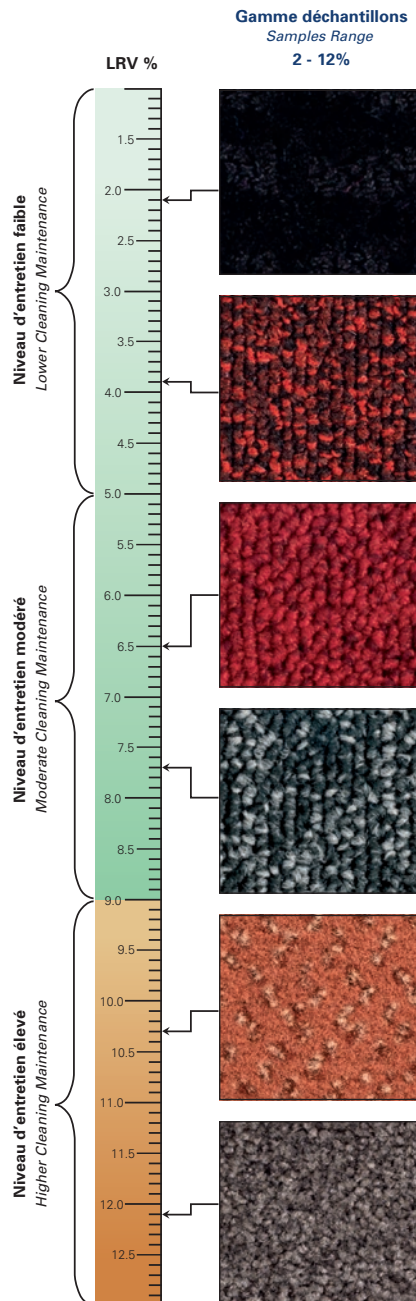 Gamme déchantillons
Samples Range
2 - 12%
LRV %
1.5
2.0
2.5
3.0
3.5
4.0
4.5
5.0
5.5
6.0
6.5
7.0
7.5
8.0
8.5
9.0
9.5
10.0
10.5
11.0
11.5
12.0
12.5
Niveau d’entretien faible
Lower Cleaning Maintenance
Niveau d’entretien modéré
Moderate Cleaning Maintenance
Niveau d’entretien élevé
Higher Cleaning Maintenance